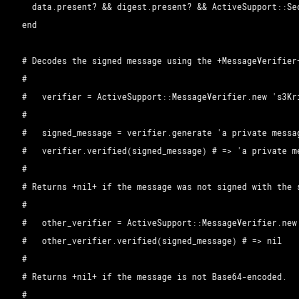 data.present? && digest.present? && ActiveSupport::Sec
end
# Decodes the signed message using the +MessageVerifier+
#
# verifier = ActiveSupport::MessageVerifier.new 's3Kr
#
# signed_message = verifier.generate 'a private messag
# verifier.verified(signed_message) # => 'a private me
#
# Returns +nil+ if the message was not signed with the s
#
# other_verifier = ActiveSupport::MessageVerifier.new
# other_verifier.verified(signed_message) # => nil
#
# Returns +nil+ if the message is not Base64-encoded.
#